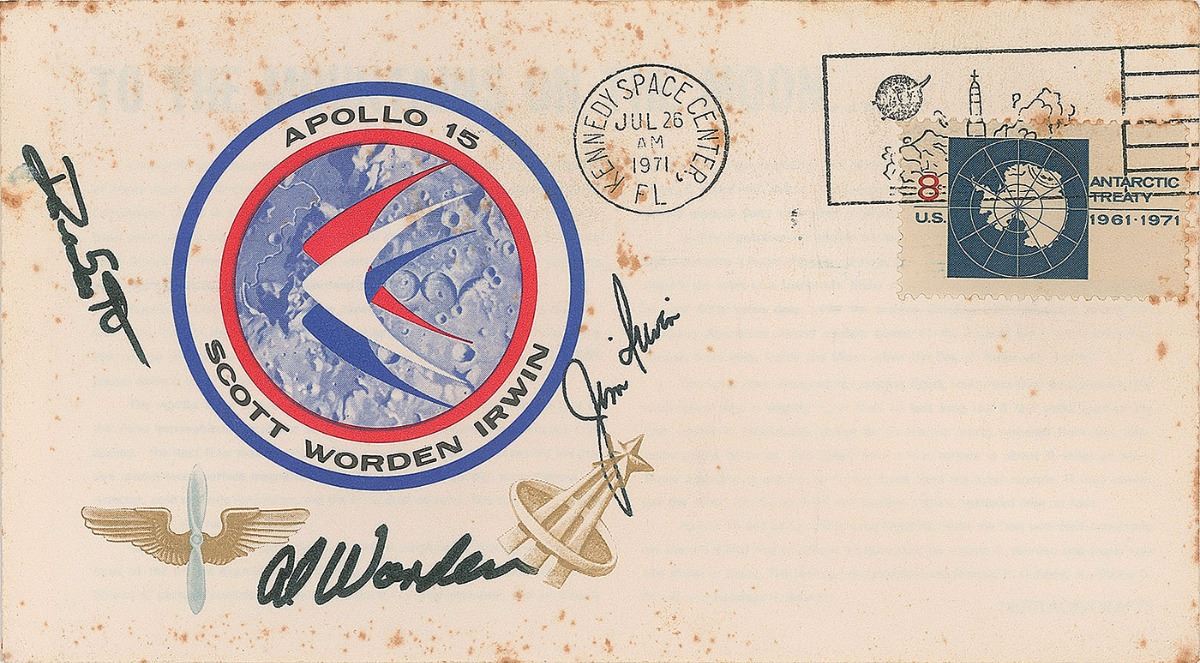 APOLLO 15
SCOTT WORDEN IRWIN
KENNEDY SPACE CENTER,
JUL 26
AM
1971
FL
8
U.S.
ANTARCTIC
TREATY
1961-1971
Jim Irwin
Al Worden